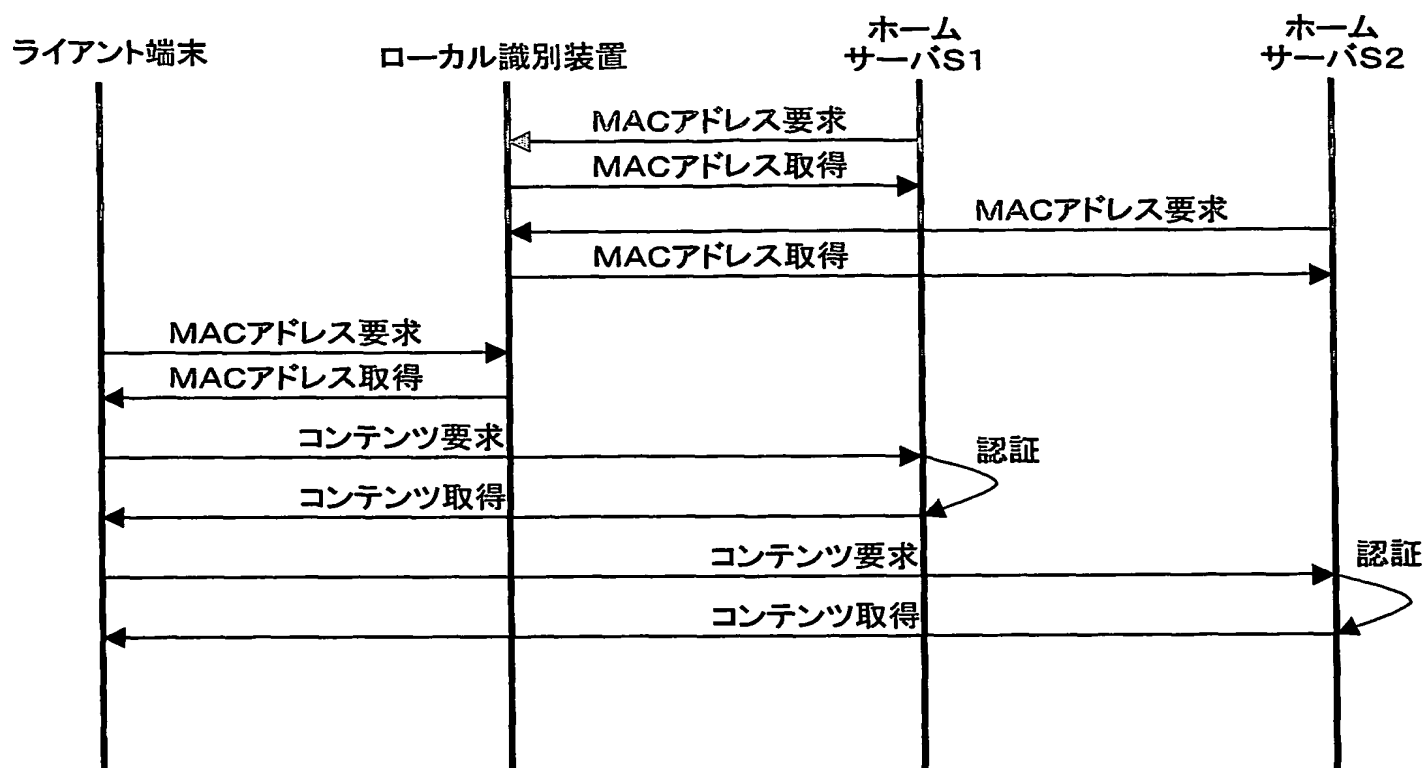 ライアント端末
ローカル識別装置
ホーム
サーバS1
ホーム
サーバS2
MACアドレス要求
MACアドレス取得
MACアドレス要求
MACアドレス取得
MACアドレス要求
MACアドレス取得
コンテンツ要求
認証
コンテンツ取得
コンテンツ要求
認証
コンテンツ取得